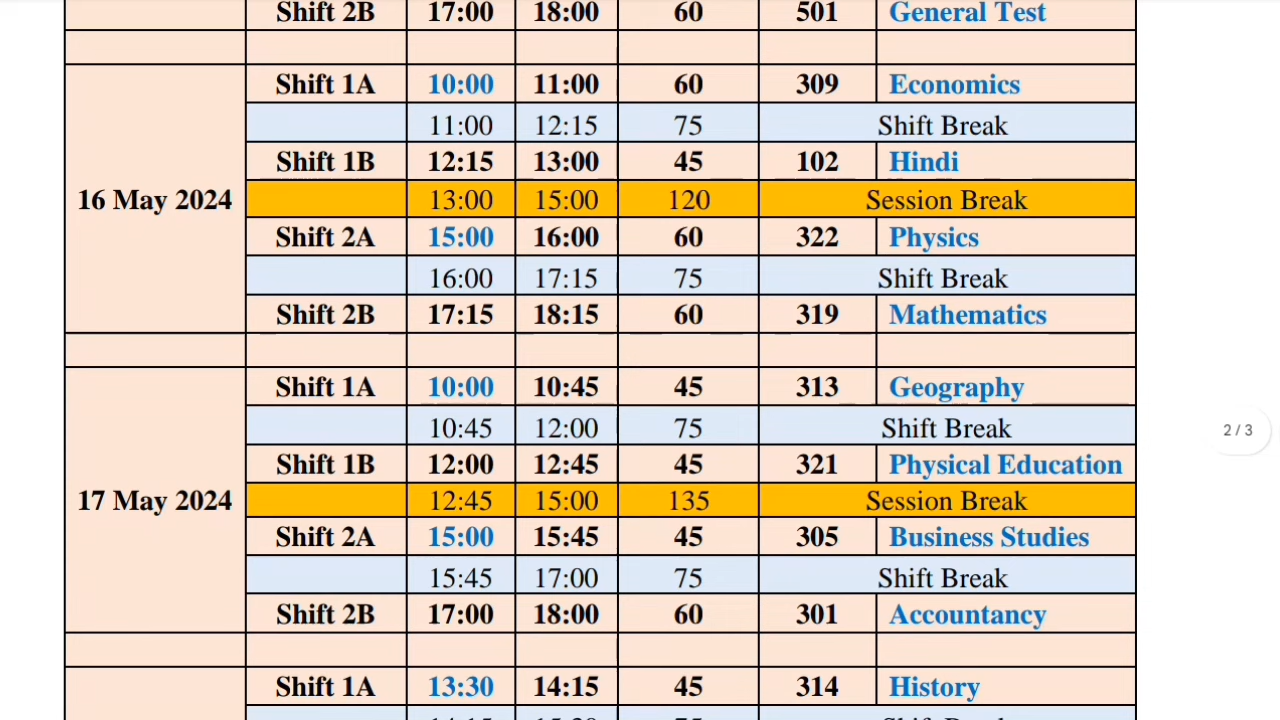 Shift 2B 17:00 18:00 60 501 General Test
Shift 1A 10:00 11:00 60 309 Economics
11:00 12:15 75 Shift Break
Shift 1B 12:15 13:00 45 102 Hindi
16 May 2024 13:00 15:00 120 Session Break
Shift 2A 15:00 16:00 60 322 Physics
16:00 17:15 75 Shift Break
Shift 2B 17:15 18:15 60 319 Mathematics
Shift 1A 10:00 10:45 45 313 Geography
10:45 12:00 75 Shift Break
2 / 3
Shift 1B 12:00 12:45 45 321 Physical Education
17 May 2024 12:45 15:00 135 Session Break
Shift 2A 15:00 15:45 45 305 Business Studies
15:45 17:00 75 Shift Break
Shift 2B 17:00 18:00 60 301 Accountancy
Shift 1A 13:30 14:15 45 314 History